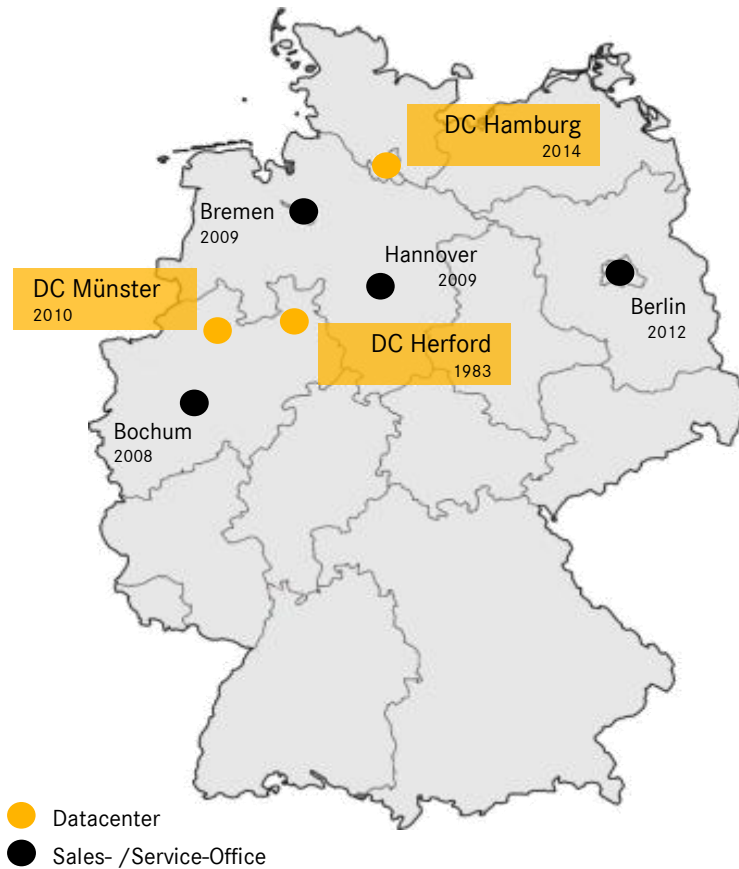 DC Hamburg
2014
Bremen
2009
Hannover
2009
DC Münster
2010
Berlin
2012
DC Herford
1983
Bochum
2008
Datacenter
Sales- /Service-Office